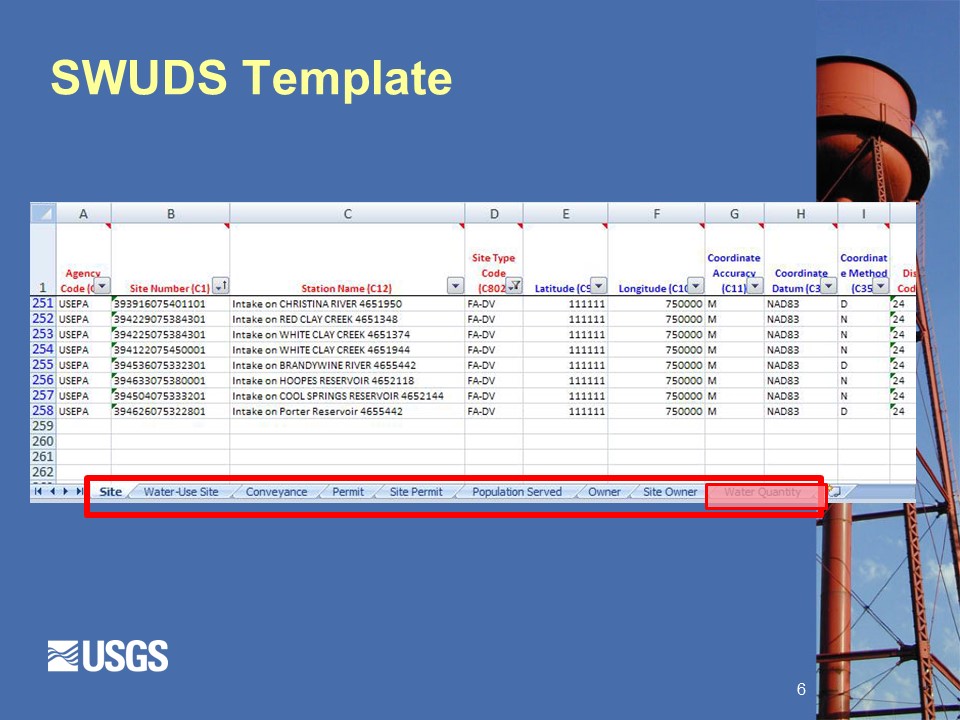 SWUDS Template
A B C D E F G H I
1 Agency Code (C Site Number (C1) Station Name (C12) Site Type Code (C802 Latitude (C9 Longitude (C10 Coordinate Accuracy (C11) Coordinate Datum (C3 Coordinat e Method (C35 Dis Cod
251 USEPA 393916075401101 Intake on CHRISTINA RIVER 4651950 FA-DV 111111 750000 M NAD83 D 24
252 USEPA 394229075384301 Intake on RED CLAY CREEK 4651348 FA-DV 111111 750000 M NAD83 N 24
253 USEPA 394225075384301 Intake on WHITE CLAY CREEK 4651374 FA-DV 111111 750000 M NAD83 N 24
254 USEPA 394122075450001 Intake on WHITE CLAY CREEK 4651944 FA-DV 111111 750000 M NAD83 N 24
255 USEPA 394536075332301 Intake on BRANDYWINE RIVER 4655442 FA-DV 111111 750000 M NAD83 D 24
256 USEPA 394633075380001 Intake on HOOPES RESERVOIR 4652118 FA-DV 111111 750000 M NAD83 N 24
257 USEPA 394504075333201 Intake on COOL SPRINGS RESERVOIR 4652144 FA-DV 111111 750000 M NAD83 N 24
258 USEPA 394626075322801 Intake on Porter Reservoir 4655442 FA-DV 111111 750000 M NAD83 D 24
259
260
261
262
Site Water-Use Site Conveyance Permit Site Permit Population Served Owner Site Owner Water Quantity
USGS
6